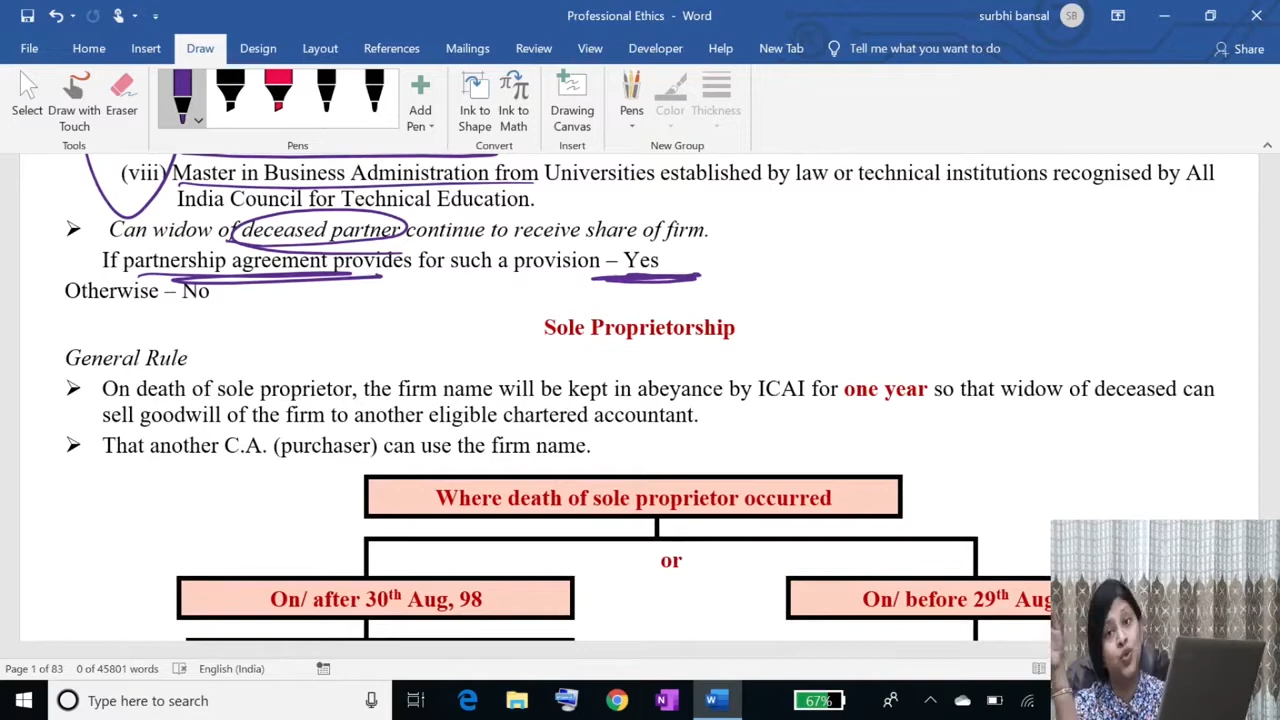 Professional Ethics - Word
surbhi bansal
SB
File Home Insert Draw Design Layout References Mailings Review View Developer Help New Tab Tell me what you want to do Share
Select Draw with Touch Eraser
Add Pen
Ink to Shape Ink to Math
Drawing Canvas
Pens Color Thickness
Tools Pens Convert Insert New Group
(viii) Master in Business Administration from Universities established by law or technical institutions recognised by All
India Council for Technical Education.
Can widow of deceased partner continue to receive share of firm.
If partnership agreement provides for such a provision – Yes
Otherwise – No
Sole Proprietorship
General Rule
On death of sole proprietor, the firm name will be kept in abeyance by ICAI for one year so that widow of deceased can
sell goodwill of the firm to another eligible chartered accountant.
That another C.A. (purchaser) can use the firm name.
Where death of sole proprietor occurred
or
On/ after 30th Aug, 98
On/ before 29th Aug
Page 1 of 83 0 of 45801 words English (India)
Type here to search
67%